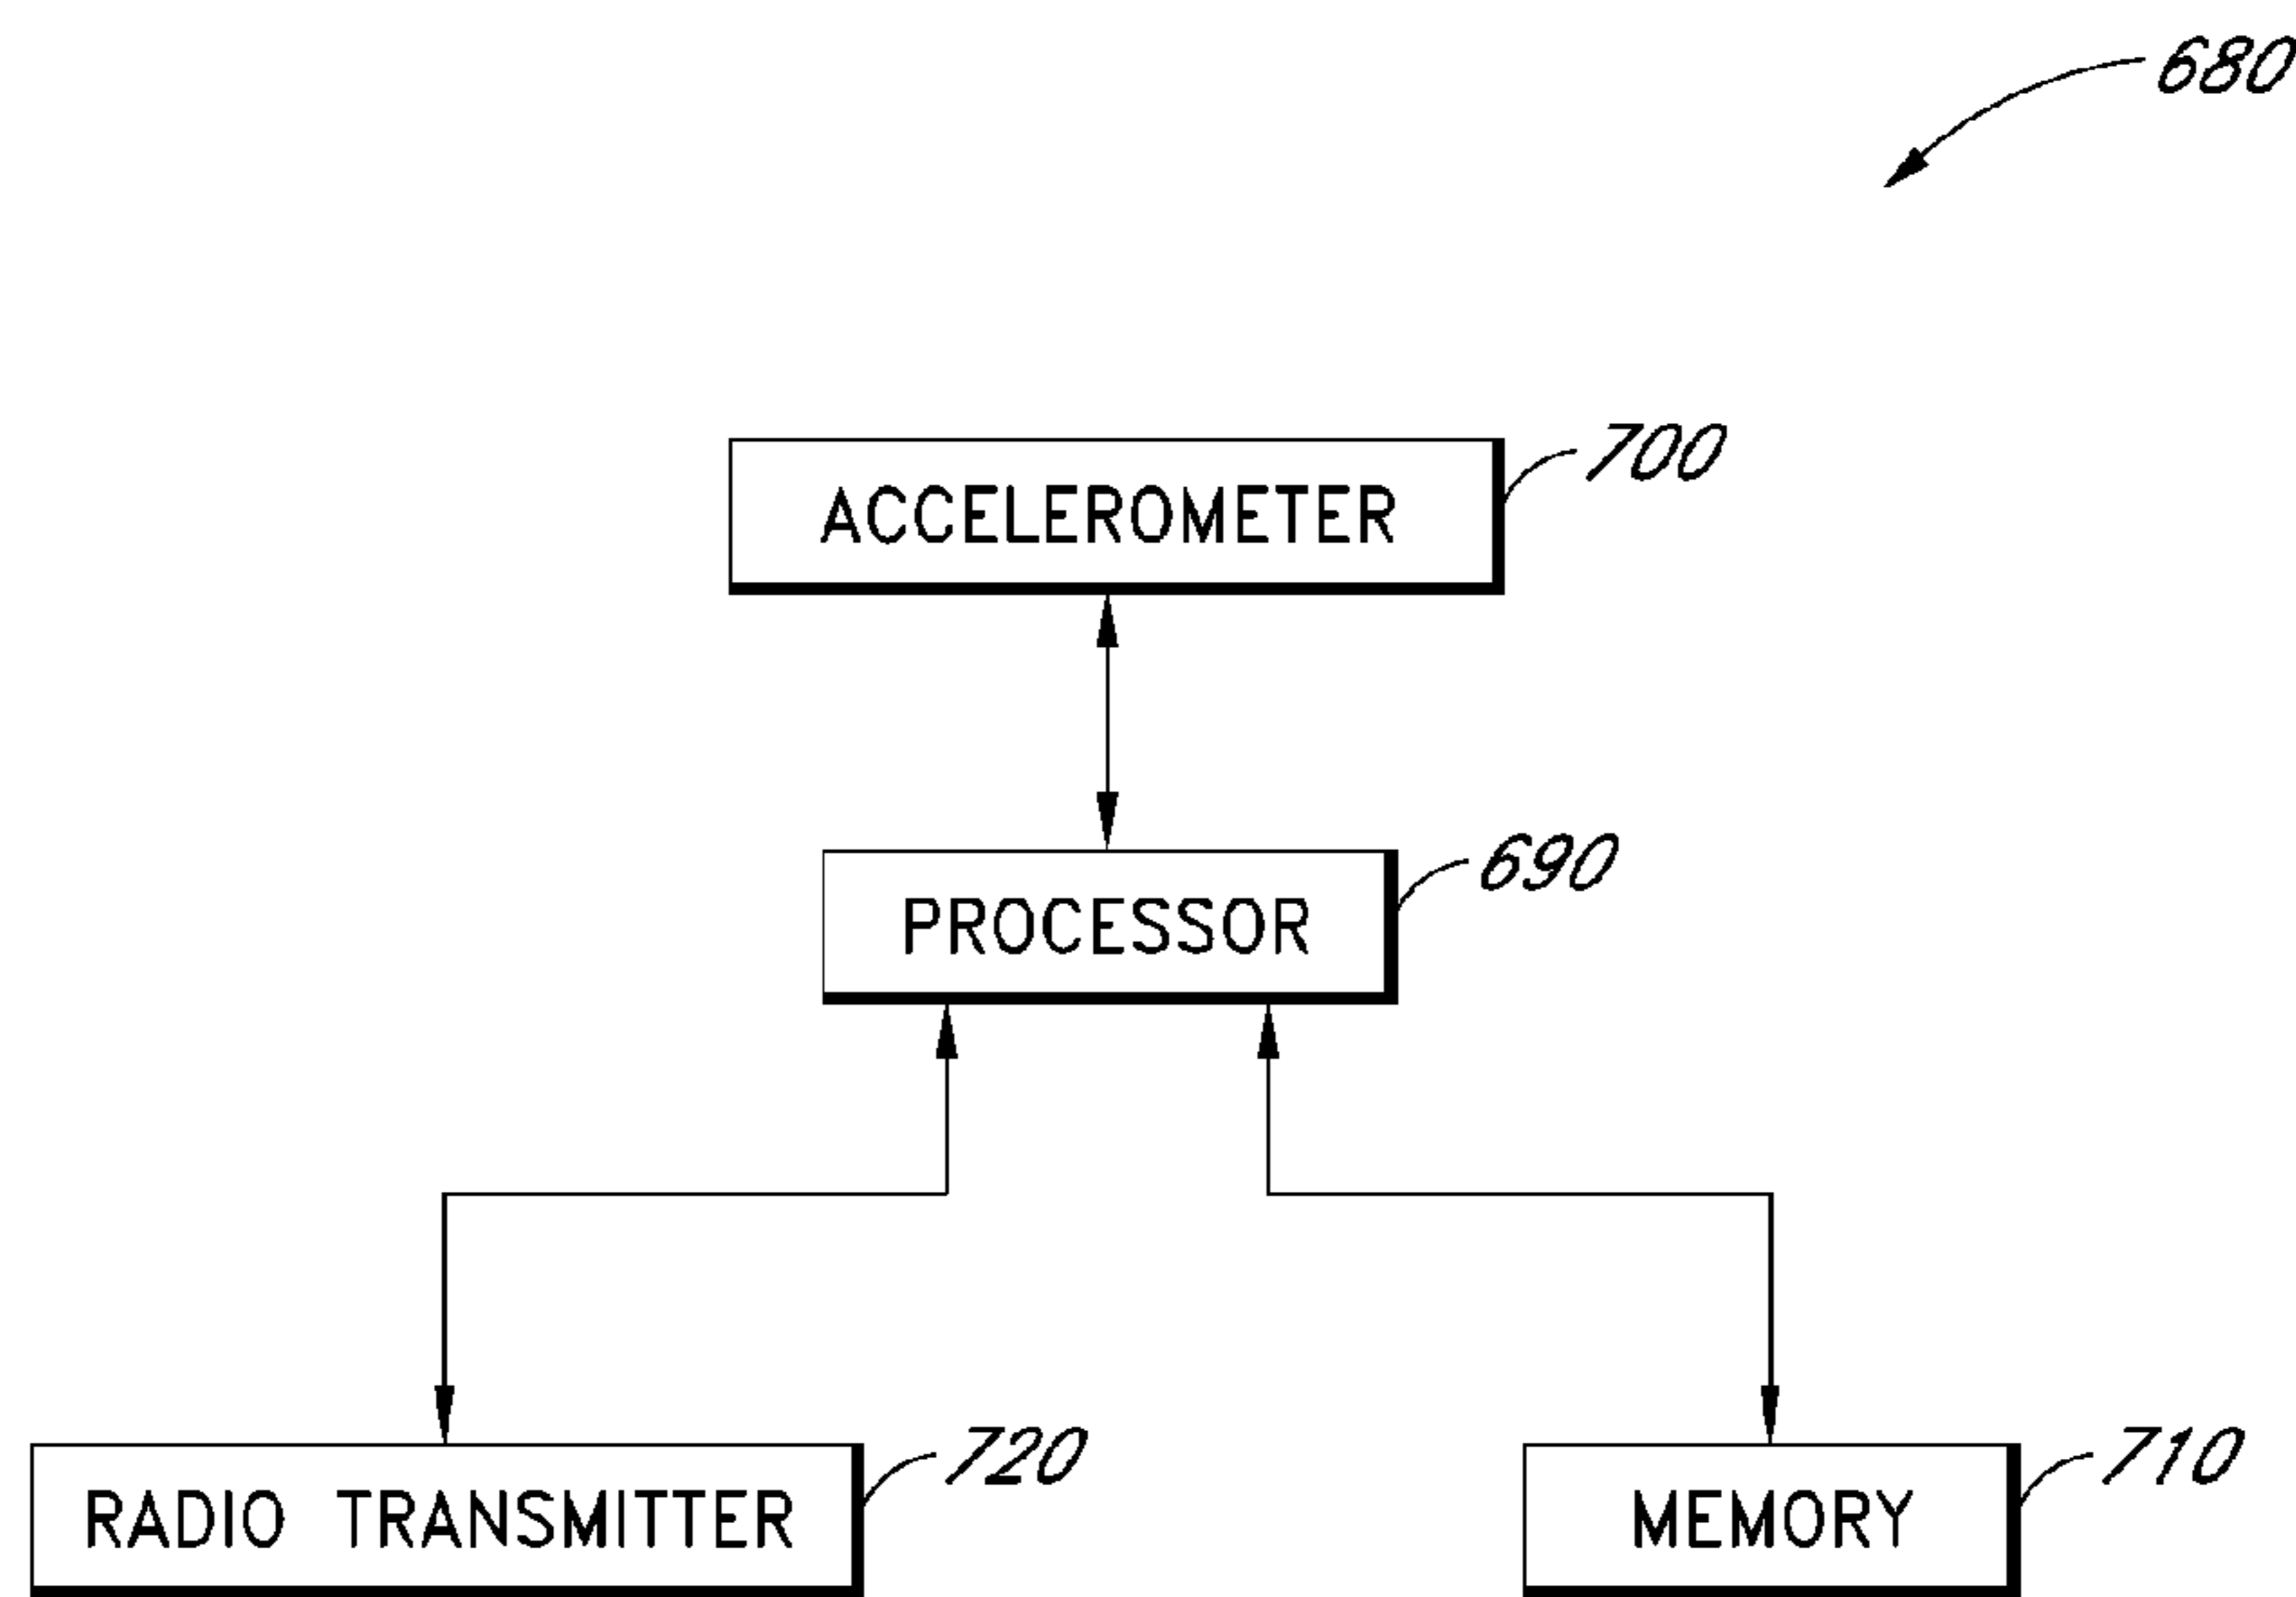 680
700
ACCELEROMETER
690
PROCESSOR
720
RADIO TRANSMITTER
710
MEMORY